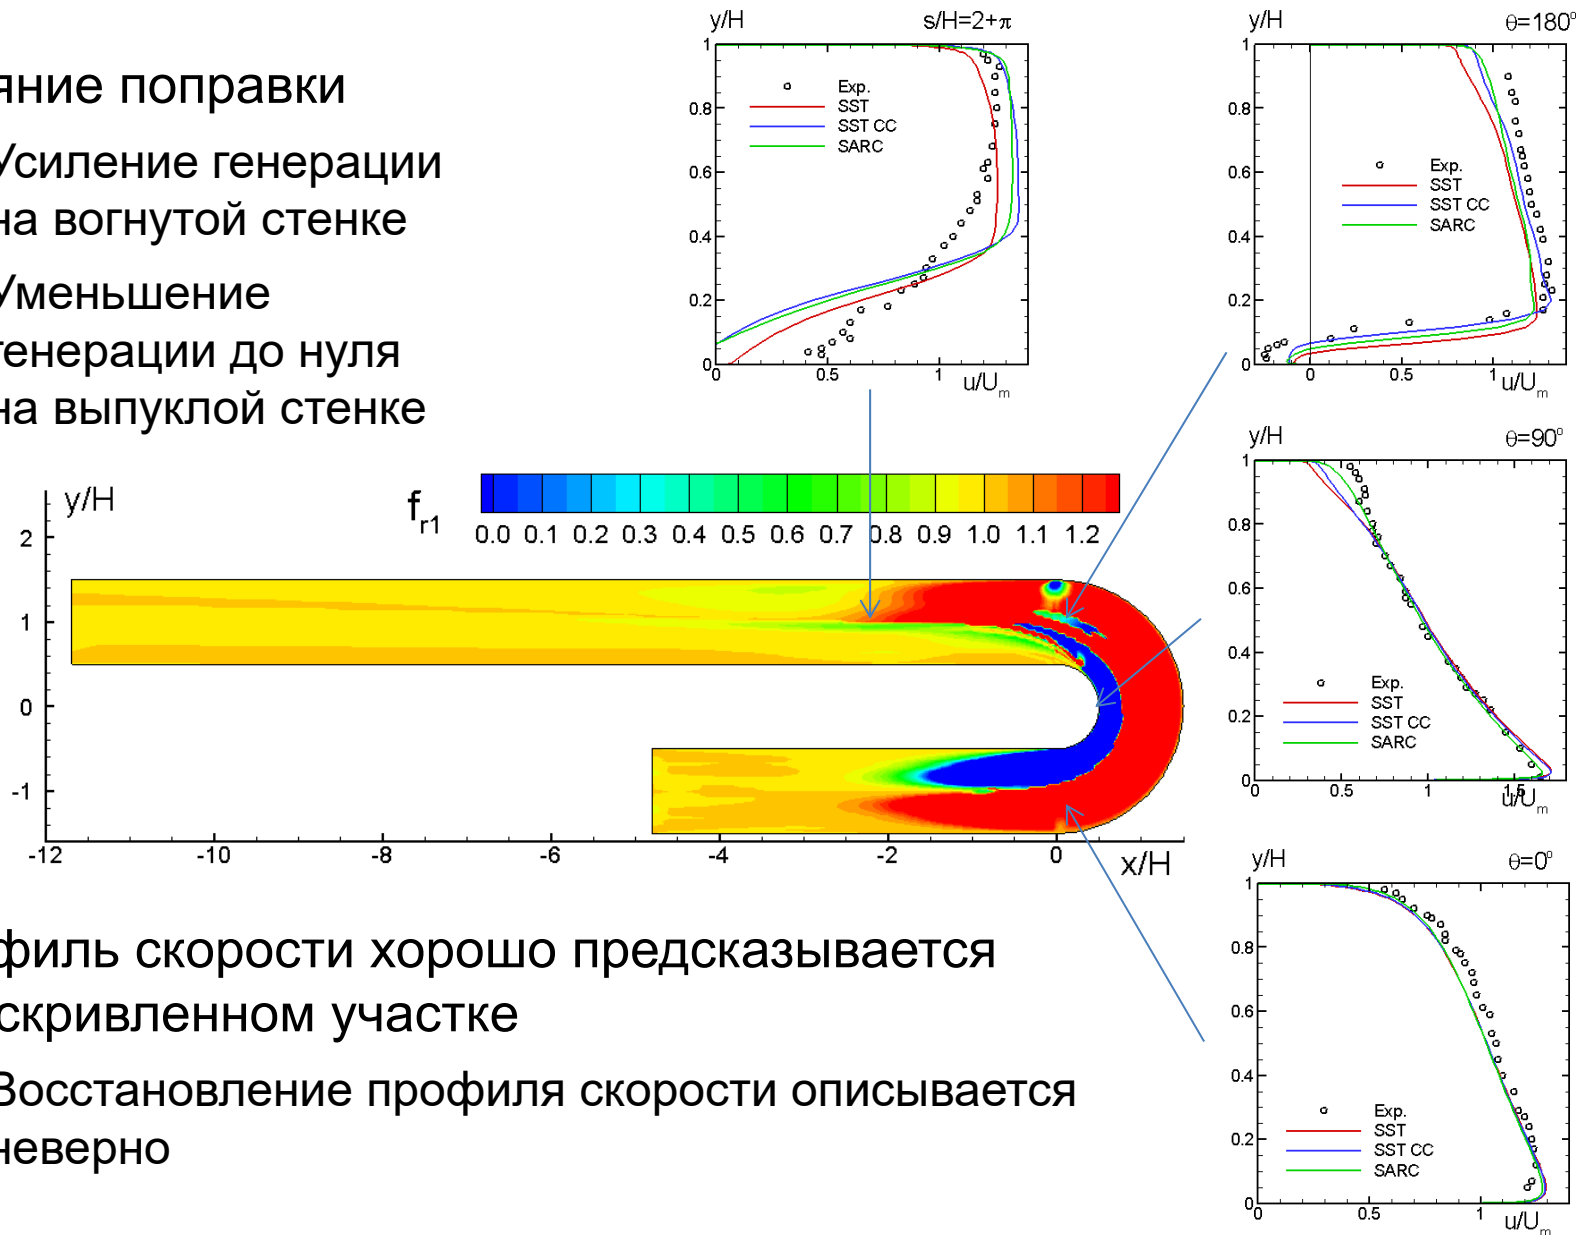 яние поправки
Усиление генерации
на вогнутой стенке
Уменьшение
генерации до нуля
на выпуклой стенке
y/H
s/H=2+π
1
0.8
0.6
0.4
0.2
0
0
0.5
1
u/Um
Exp.
SST
SST CC
SARC
y/H
θ=180°
1
0.8
0.6
0.4
0.2
0
0
0.5
1
u/Um
Exp.
SST
SST CC
SARC
y/H
θ=90°
1
0.8
0.6
0.4
0.2
0
0
0.5
1
1.5
u/Um
Exp.
SST
SST CC
SARC
fr1
0.0 0.1 0.2 0.3 0.4 0.5 0.6 0.7 0.8 0.9 1.0 1.1 1.2
y/H
2
1
0
-1
-12 -10 -8 -6 -4 -2 0
x/H
y/H
θ=0°
1
0.8
0.6
0.4
0.2
0
0
0.5
1
u/Um
Exp.
SST
SST CC
SARC
филь скорости хорошо предсказывается
скривленном участке
Восстановление профиля скорости описывается
неверно